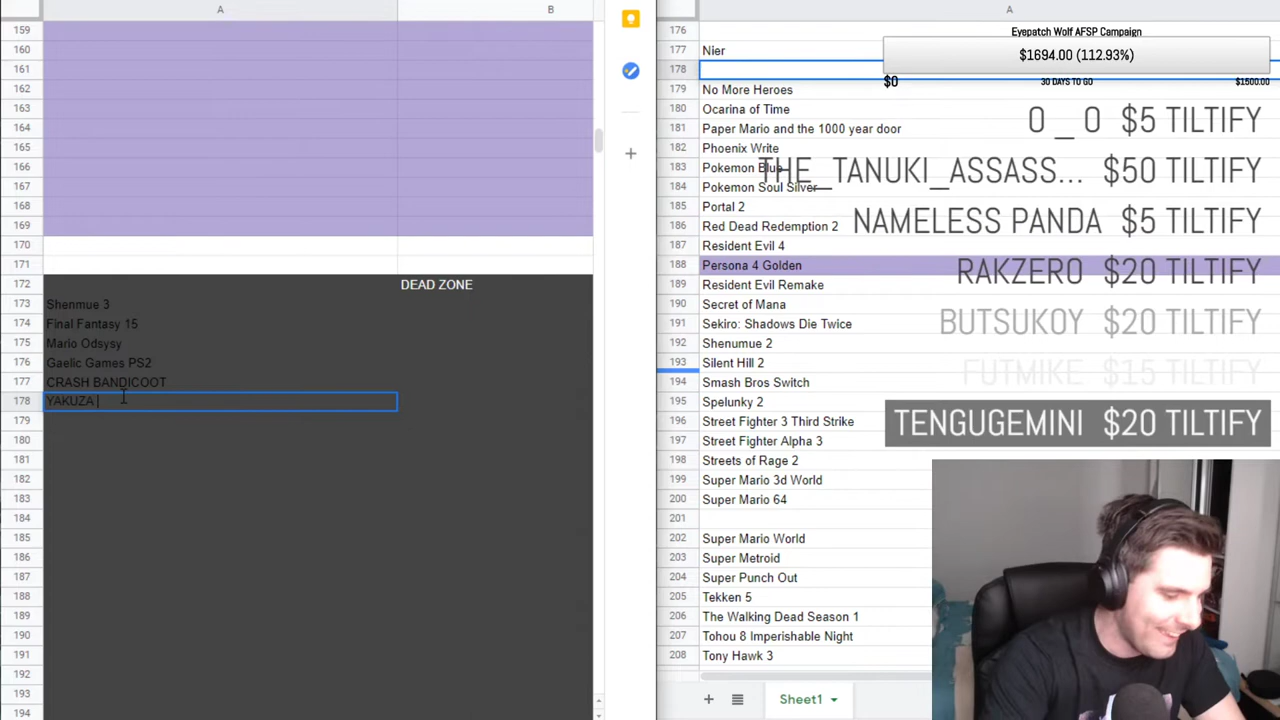 A
B
159
160
161
162
163
164
165
166
167
168
169
170
171
172 DEAD ZONE
173 Shenmue 3
174 Final Fantasy 15
175 Mario Odsysy
176 Gaelic Games PS2
177 CRASH BANDICOOT
178 YAKUZA
179
180
181
182
183
184
185
186
187
188
189
190
191
192
193
194
A
176
177 Nier
178
179 No More Heroes
180 Ocarina of Time
181 Paper Mario and the 1000 year door
182 Phoenix Write
183 Pokemon Blue
184 Pokemon Soul Silver
185 Portal 2
186 Red Dead Redemption 2
187 Resident Evil 4
188 Persona 4 Golden
189 Resident Evil Remake
190 Secret of Mana
191 Sekiro: Shadows Die Twice
192 Shenumue 2
193 Silent Hill 2
194 Smash Bros Switch
195 Spelunky 2
196 Street Fighter 3 Third Strike
197 Street Fighter Alpha 3
198 Streets of Rage 2
199 Super Mario 3d World
200 Super Mario 64
201
202 Super Mario World
203 Super Metroid
204 Super Punch Out
205 Tekken 5
206 The Walking Dead Season 1
207 Tohou 8 Imperishable Night
208 Tony Hawk 3
Sheet1
Eyepatch Wolf AFSP Campaign
$1694.00 (112.93%)
$0 30 DAYS TO GO $1500.00
0 _ 0 $5 TILTIFY
THE_TANUKI_ASSASS... $50 TILTIFY
NAMELESS PANDA $5 TILTIFY
RAKZERO $20 TILTIFY
BUTSUKOY $20 TILTIFY
FUTMIKE $15 TILTIFY
TENGUGEMINI $20 TILTIFY